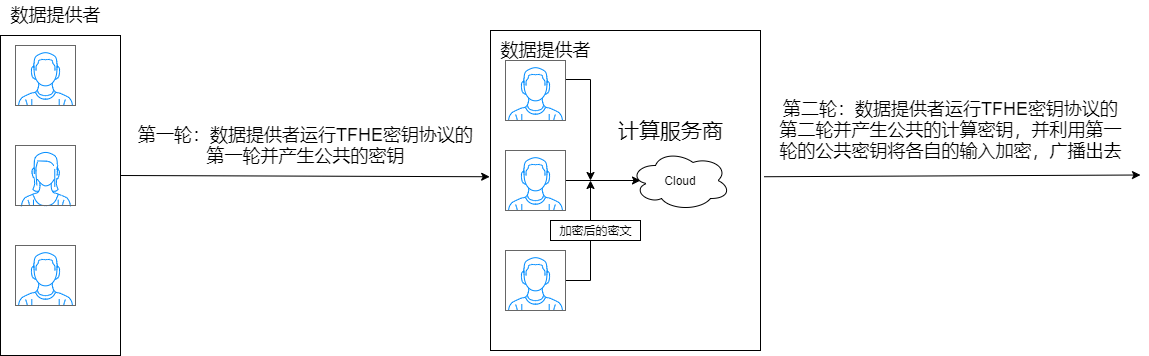 数据提供者
第一轮：数据提供者运行TFHE密钥协议的
第一轮并产生公共的密钥
数据提供者
计算服务商
Cloud
加密后的密文
第二轮：数据提供者运行TFHE密钥协议的
第二轮并产生公共的计算密钥，并利用第一
轮的公共密钥将各自的输入加密，广播出去